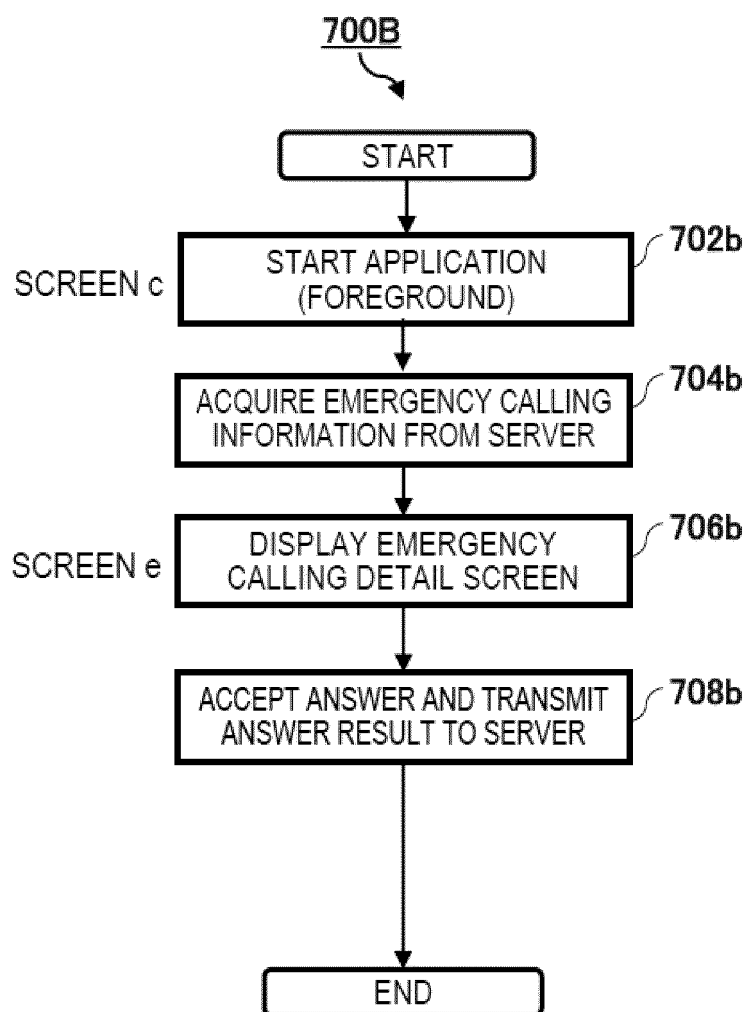 700B
START
702b
SCREEN c
START APPLICATION
(FOREGROUND)
704b
ACQUIRE EMERGENCY CALLING
INFORMATION FROM SERVER
706b
SCREEN e
DISPLAY EMERGENCY
CALLING DETAIL SCREEN
708b
ACCEPT ANSWER AND TRANSMIT
ANSWER RESULT TO SERVER
END